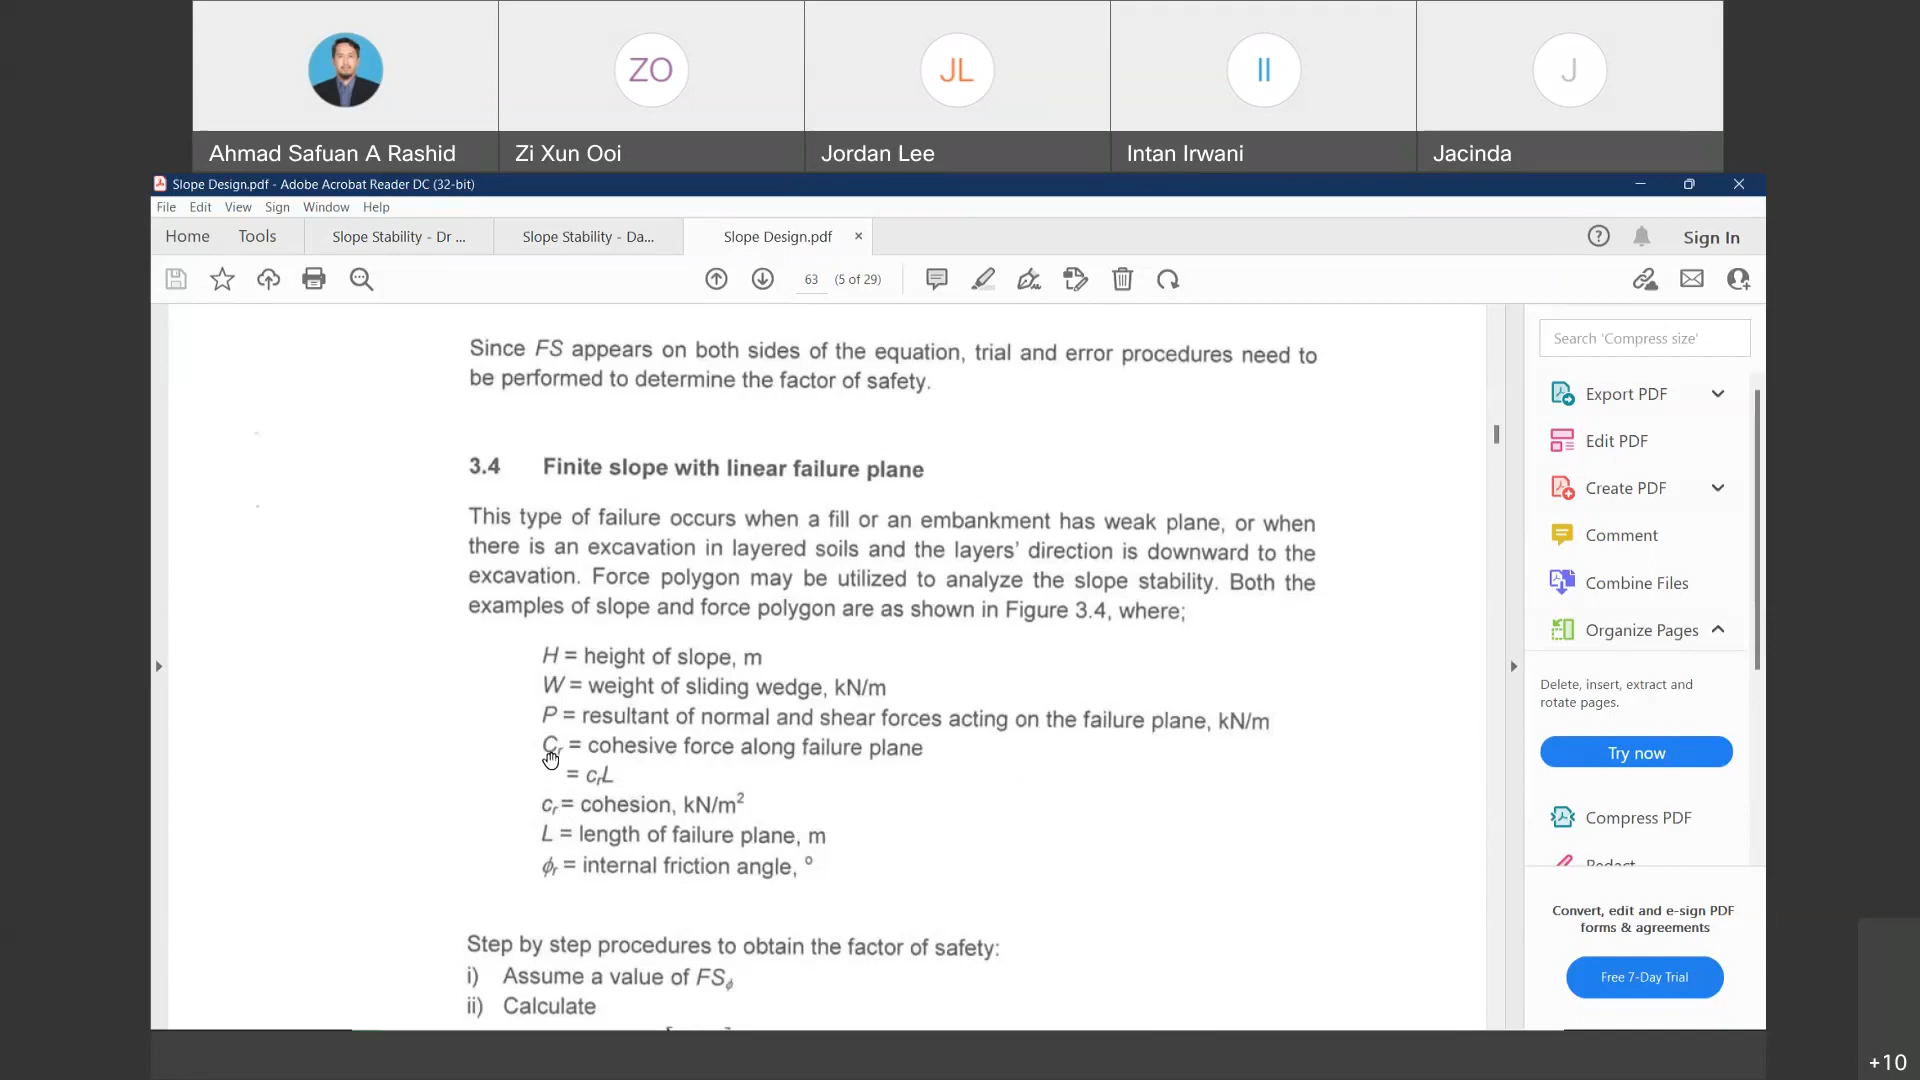 ZO
JL
II
J
Ahmad Safuan A Rashid
Zi Xun Ooi
Jordan Lee
Intan Irwani
Jacinda
Slope Design.pdf - Adobe Acrobat Reader DC (32-bit)
File Edit View Sign Window Help
Home Tools Slope Stability - Dr ... Slope Stability - Da... Slope Design.pdf × Sign In
63 (5 of 29)
Since FS appears on both sides of the equation, trial and error procedures need to
be performed to determine the factor of safety.
3.4 Finite slope with linear failure plane
This type of failure occurs when a fill or an embankment has weak plane, or when
there is an excavation in layered soils and the layers' direction is downward to the
excavation. Force polygon may be utilized to analyze the slope stability. Both the
examples of slope and force polygon are as shown in Figure 3.4, where;
H = height of slope, m
W = weight of sliding wedge, kN/m
P = resultant of normal and shear forces acting on the failure plane, kN/m
Cᵣ = cohesive force along failure plane
= cᵣL
cᵣ = cohesion, kN/m²
L = length of failure plane, m
ϕᵣ = internal friction angle, °
Step by step procedures to obtain the factor of safety:
i) Assume a value of FSᵩ
ii) Calculate
Search 'Compress size'
Export PDF
Edit PDF
Create PDF
Comment
Combine Files
Organize Pages
Delete, insert, extract and
rotate pages.
Try now
Compress PDF
Redact
Convert, edit and e-sign PDF
forms & agreements
Free 7-Day Trial
+10